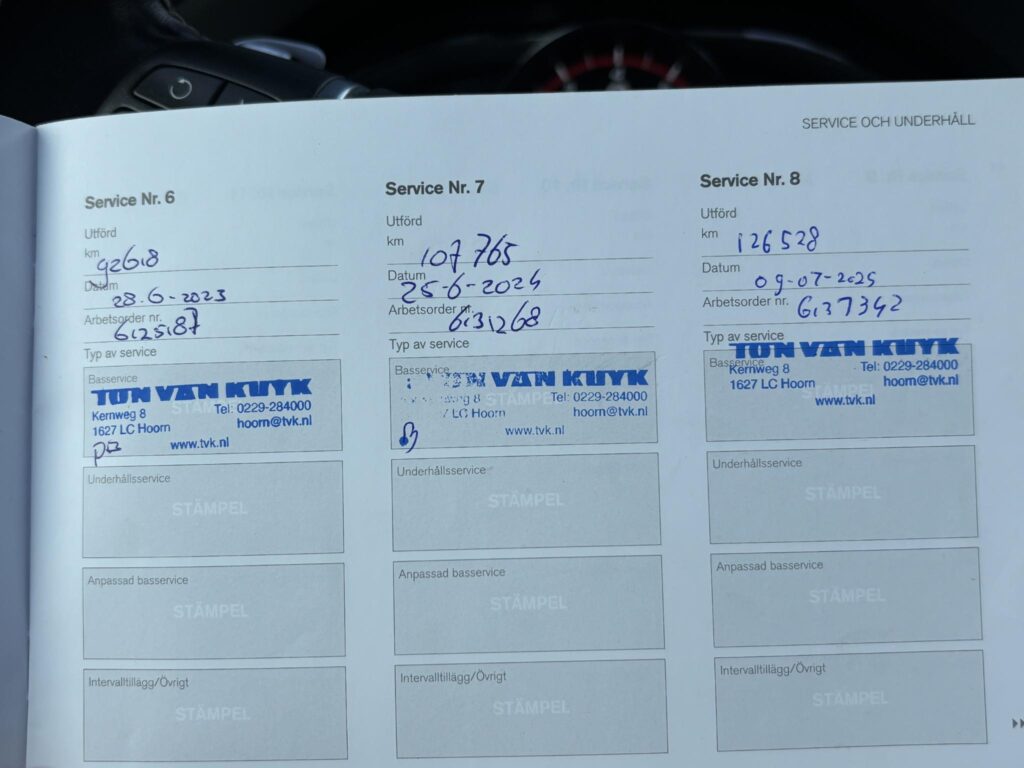 SERVICE OCH UNDERHÅLL
Service Nr. 6
Utförd
km 92618
Datum 28-6-2023
Arbetsorder nr. 6125187
Typ av service
Basservice
STÄMPEL
TON VAN KUYK
Kernweg 8 Tel: 0229-284000
1627 LC Hoorn hoorn@tvk.nl
www.tvk.nl
Underhållsservice
STÄMPEL
Anpassad basservice
STÄMPEL
Intervalltillägg/Övrigt
STÄMPEL
Service Nr. 7
Utförd
km 107765
Datum 25-6-2024
Arbetsorder nr. 6131268
Typ av service
Basservice
STÄMPEL
VAN KUYK
8 Tel: 0229-284000
LC Hoorn hoorn@tvk.nl
www.tvk.nl
Underhållsservice
STÄMPEL
Anpassad basservice
STÄMPEL
Intervalltillägg/Övrigt
STÄMPEL
Service Nr. 8
Utförd
km 126528
Datum 09-07-2025
Arbetsorder nr. 6137342
Typ av service
Basservice
STÄMPEL
TON VAN KUYK
Kernweg 8 Tel: 0229-284000
1627 LC Hoorn hoorn@tvk.nl
www.tvk.nl
Underhållsservice
STÄMPEL
Anpassad basservice
STÄMPEL
Intervalltillägg/Övrigt
STÄMPEL